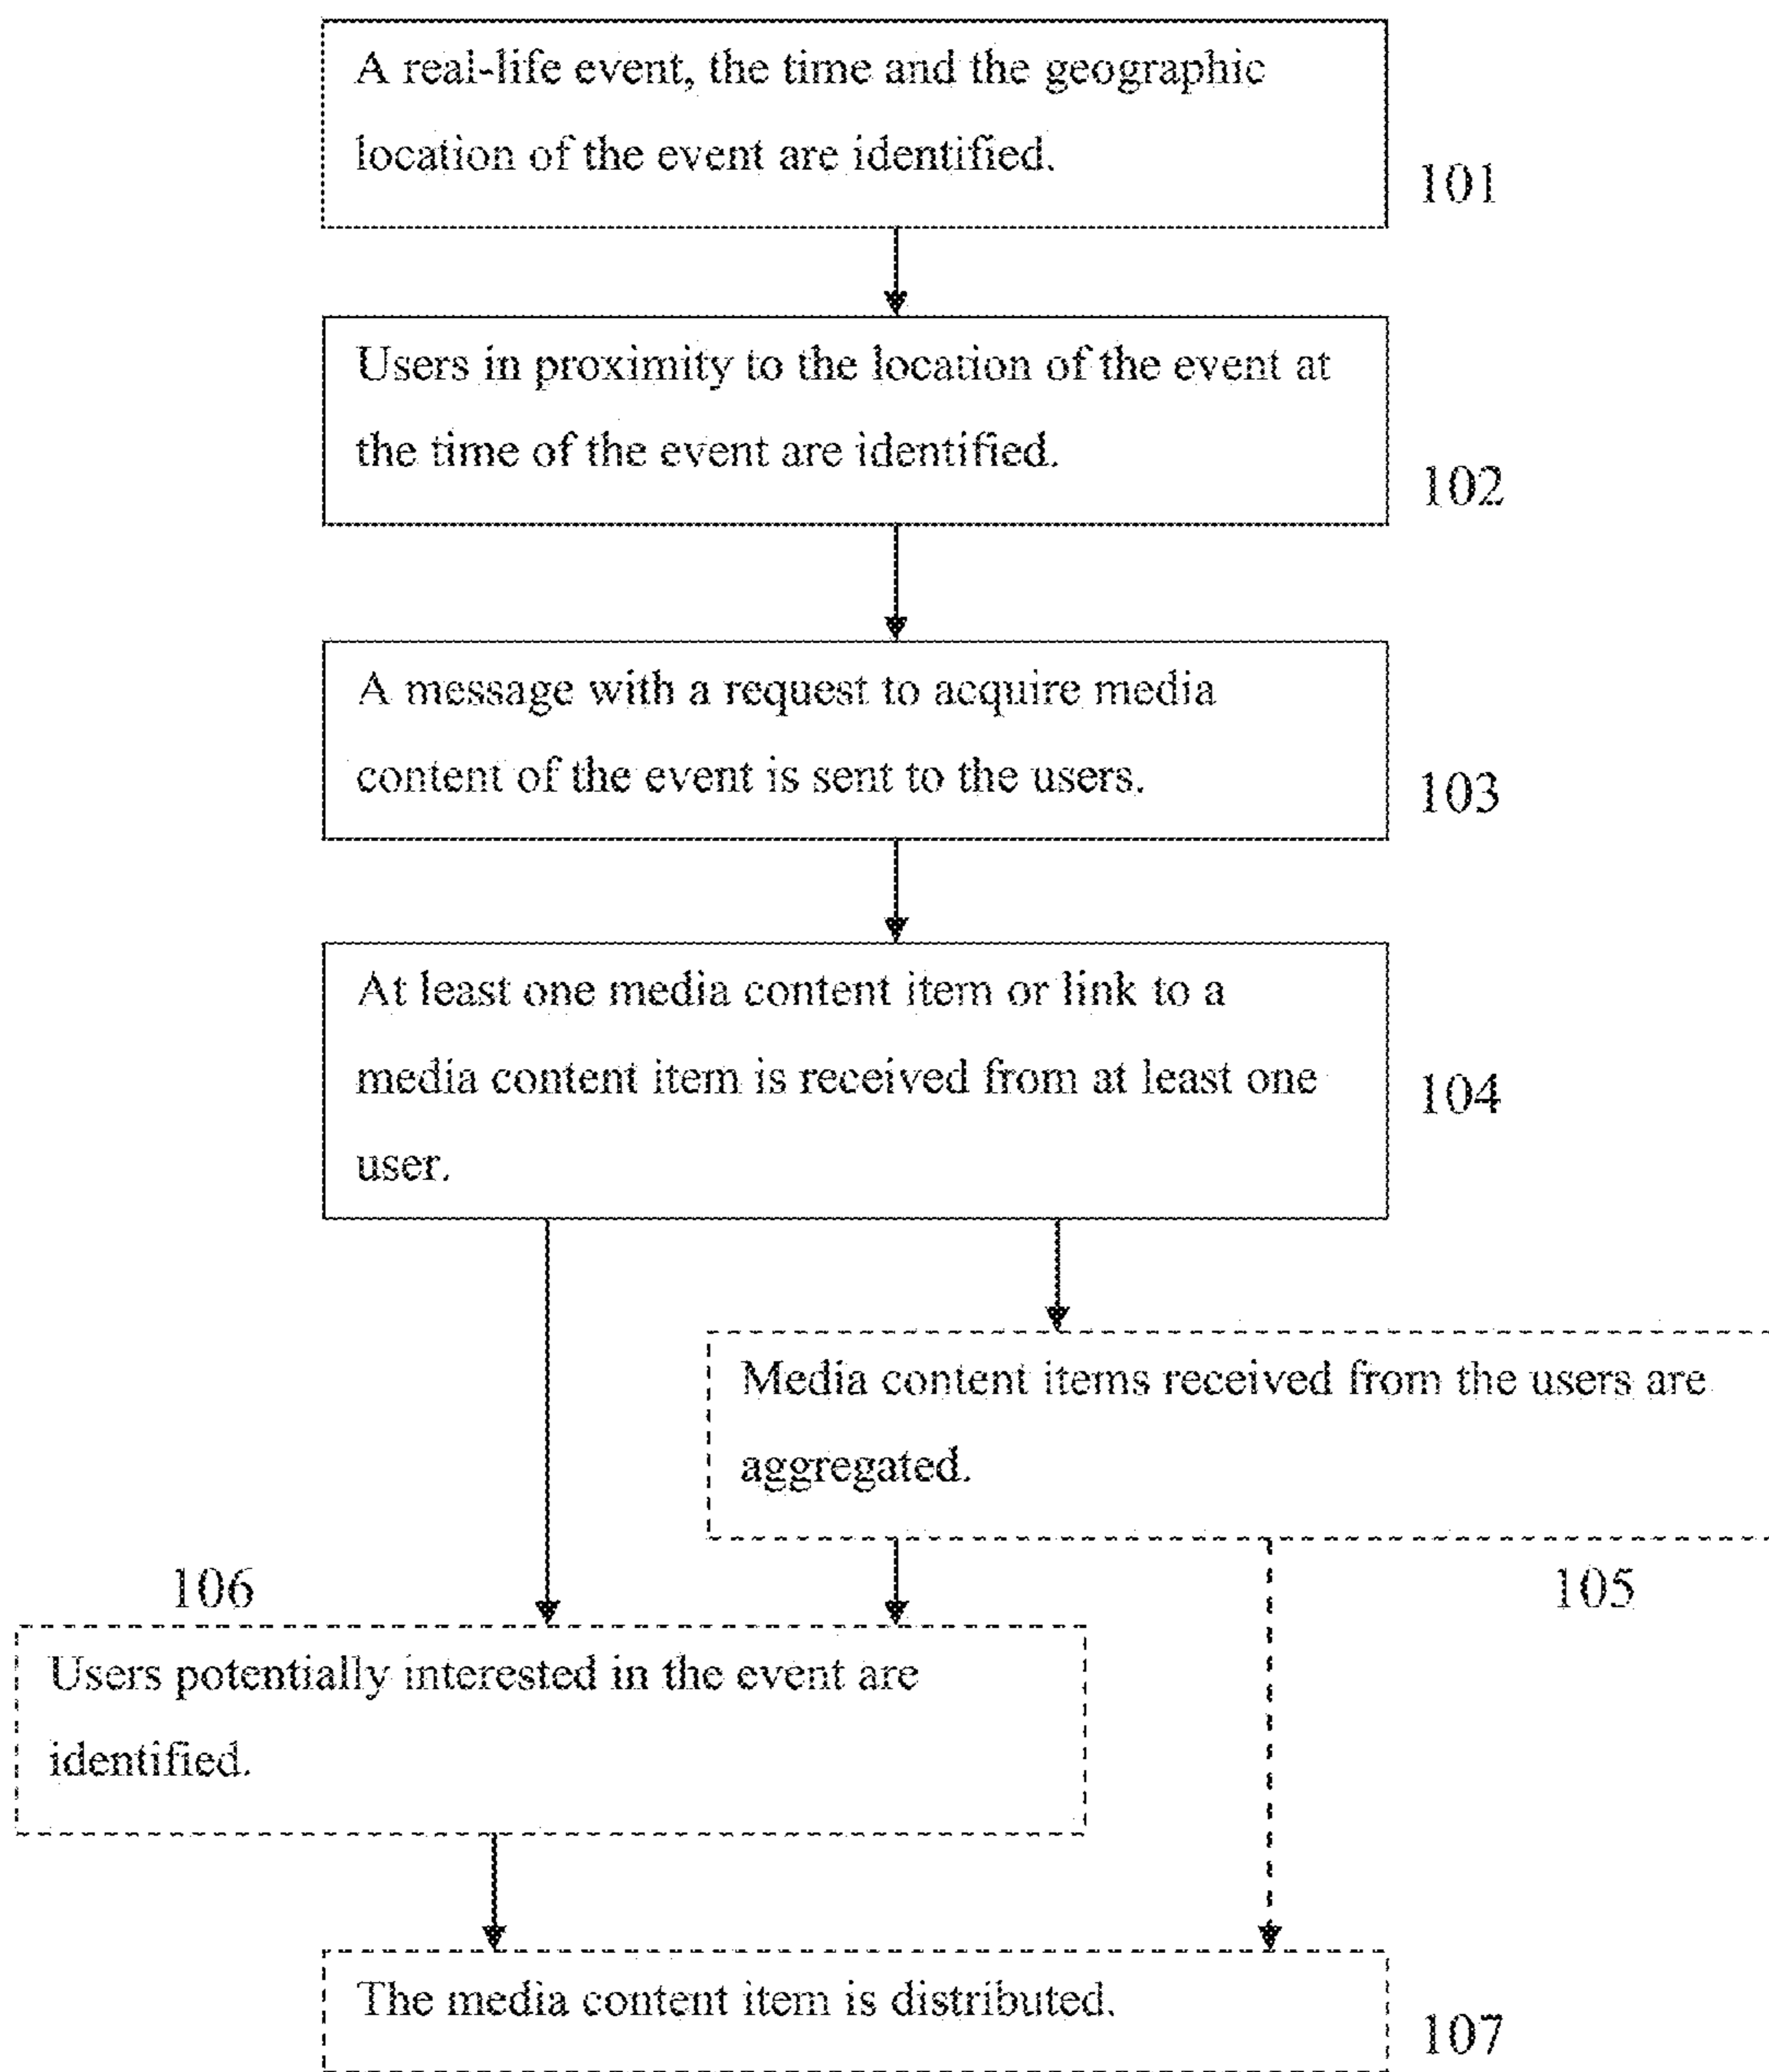 A real-life event, the time and the geographic
location of the event are identified.
101
Users in proximity to the location of the event at
the time of the event are identified.
102
A message with a request to acquire media
content of the event is sent to the users.
103
At least one media content item or link to a
media content item is received from at least one
user.
104
Media content items received from the users are
aggregated.
105
106
Users potentially interested in the event are
identified.
The media content item is distributed.
107